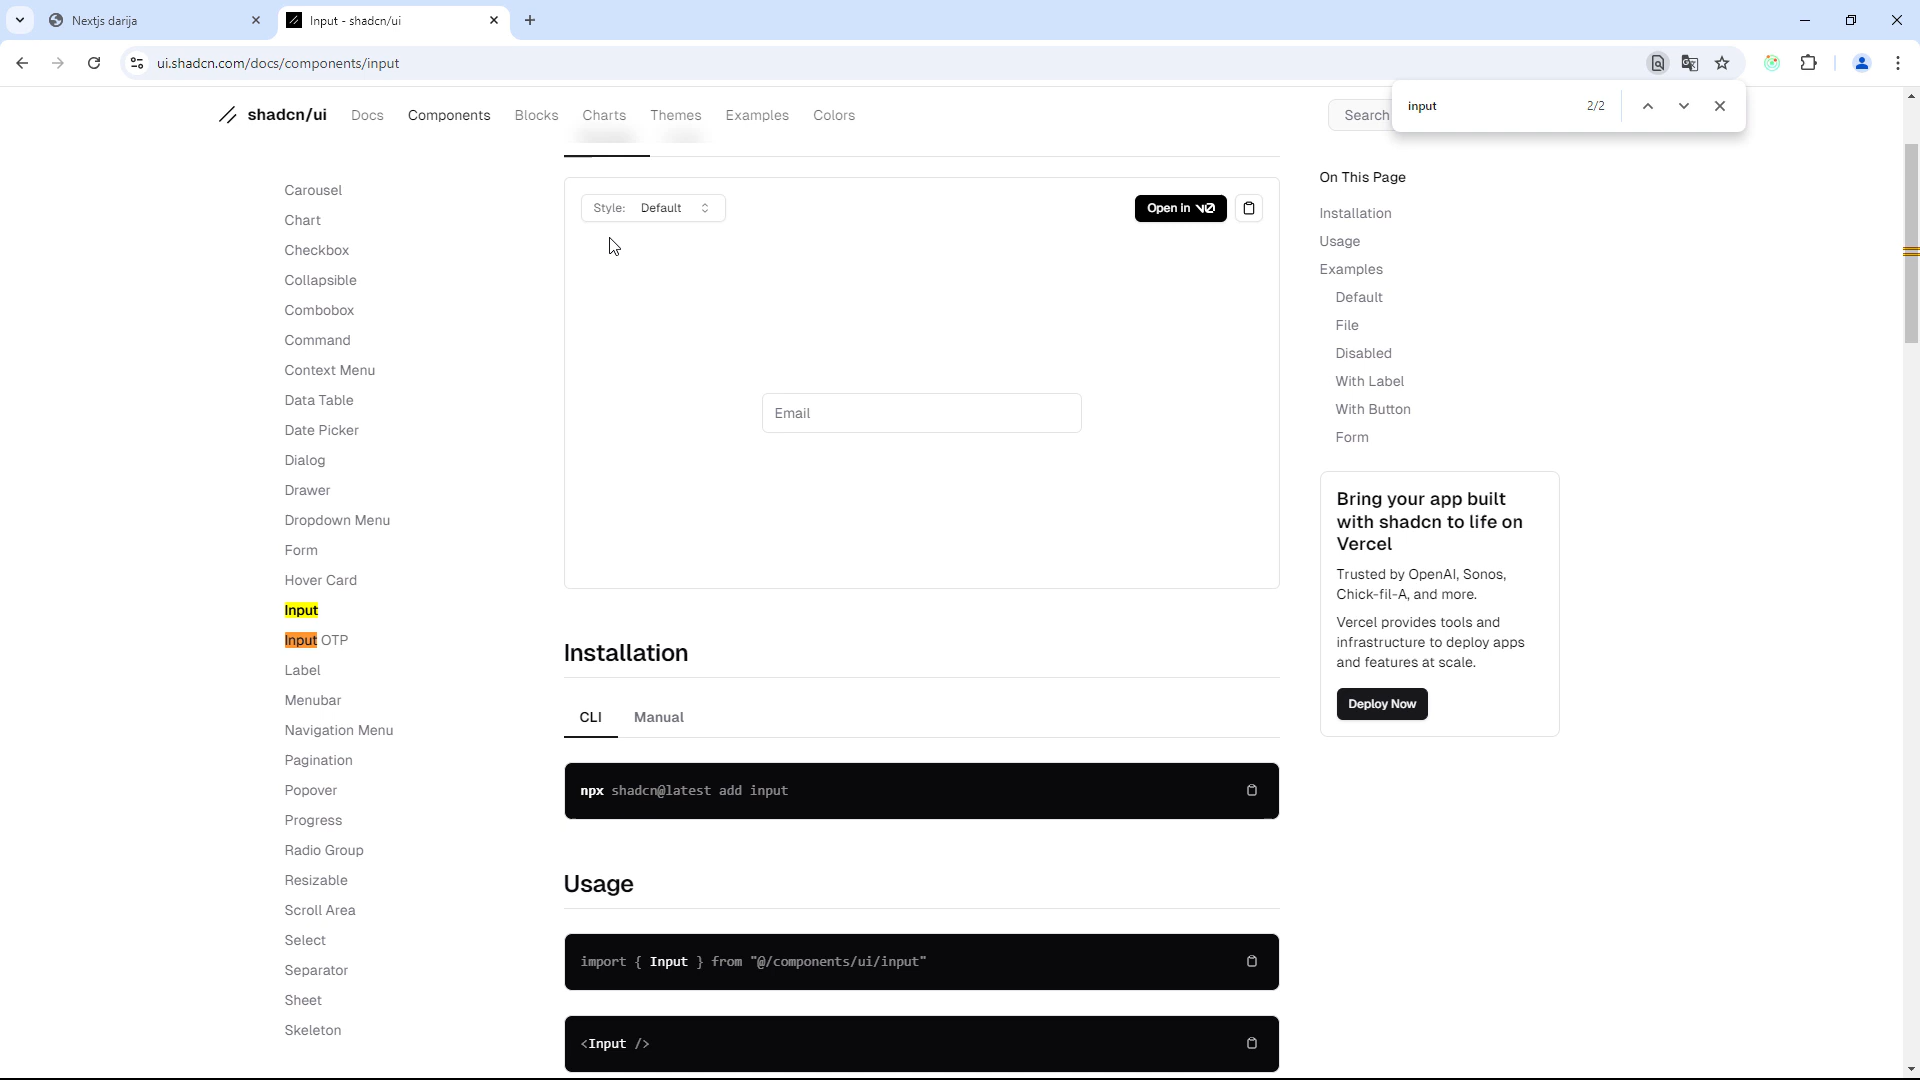 Nextjs darija
Input - shadcn/ui
ui.shadcn.com/docs/components/input
input
2/2
shadcn/ui
Docs
Components
Blocks
Charts
Themes
Examples
Colors
Search
Carousel
Chart
Checkbox
Collapsible
Combobox
Command
Context Menu
Data Table
Date Picker
Dialog
Drawer
Dropdown Menu
Form
Hover Card
Input
Input OTP
Label
Menubar
Navigation Menu
Pagination
Popover
Progress
Radio Group
Resizable
Scroll Area
Select
Separator
Sheet
Skeleton
Style: Default
Open in v0
Email
Installation
CLI
Manual
npx shadcn@latest add input
Usage
import { Input } from "@/components/ui/input"
<Input />
On This Page
Installation
Usage
Examples
Default
File
Disabled
With Label
With Button
Form
Bring your app built
with shadcn to life on
Vercel
Trusted by OpenAI, Sonos,
Chick-fil-A, and more.
Vercel provides tools and
infrastructure to deploy apps
and features at scale.
Deploy Now